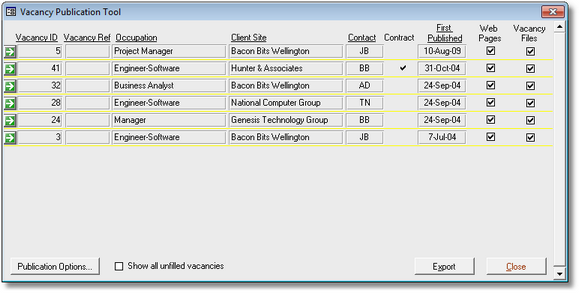 Vacancy Publication Tool
Vacancy ID Vacancy Ref Occupation Client Site Contact Contract First Published Web Pages Vacancy Files
5 Project Manager Bacon Bits Wellington JB 10-Aug-09
41 Engineer-Software Hunter & Associates BB 31-Oct-04
32 Business Analyst Bacon Bits Wellington AD 24-Sep-04
28 Engineer-Software National Computer Group TN 24-Sep-04
24 Manager Genesis Technology Group BB 24-Sep-04
3 Engineer-Software Bacon Bits Wellington JB 7-Jul-04
Publication Options... Show all unfilled vacancies Export Close